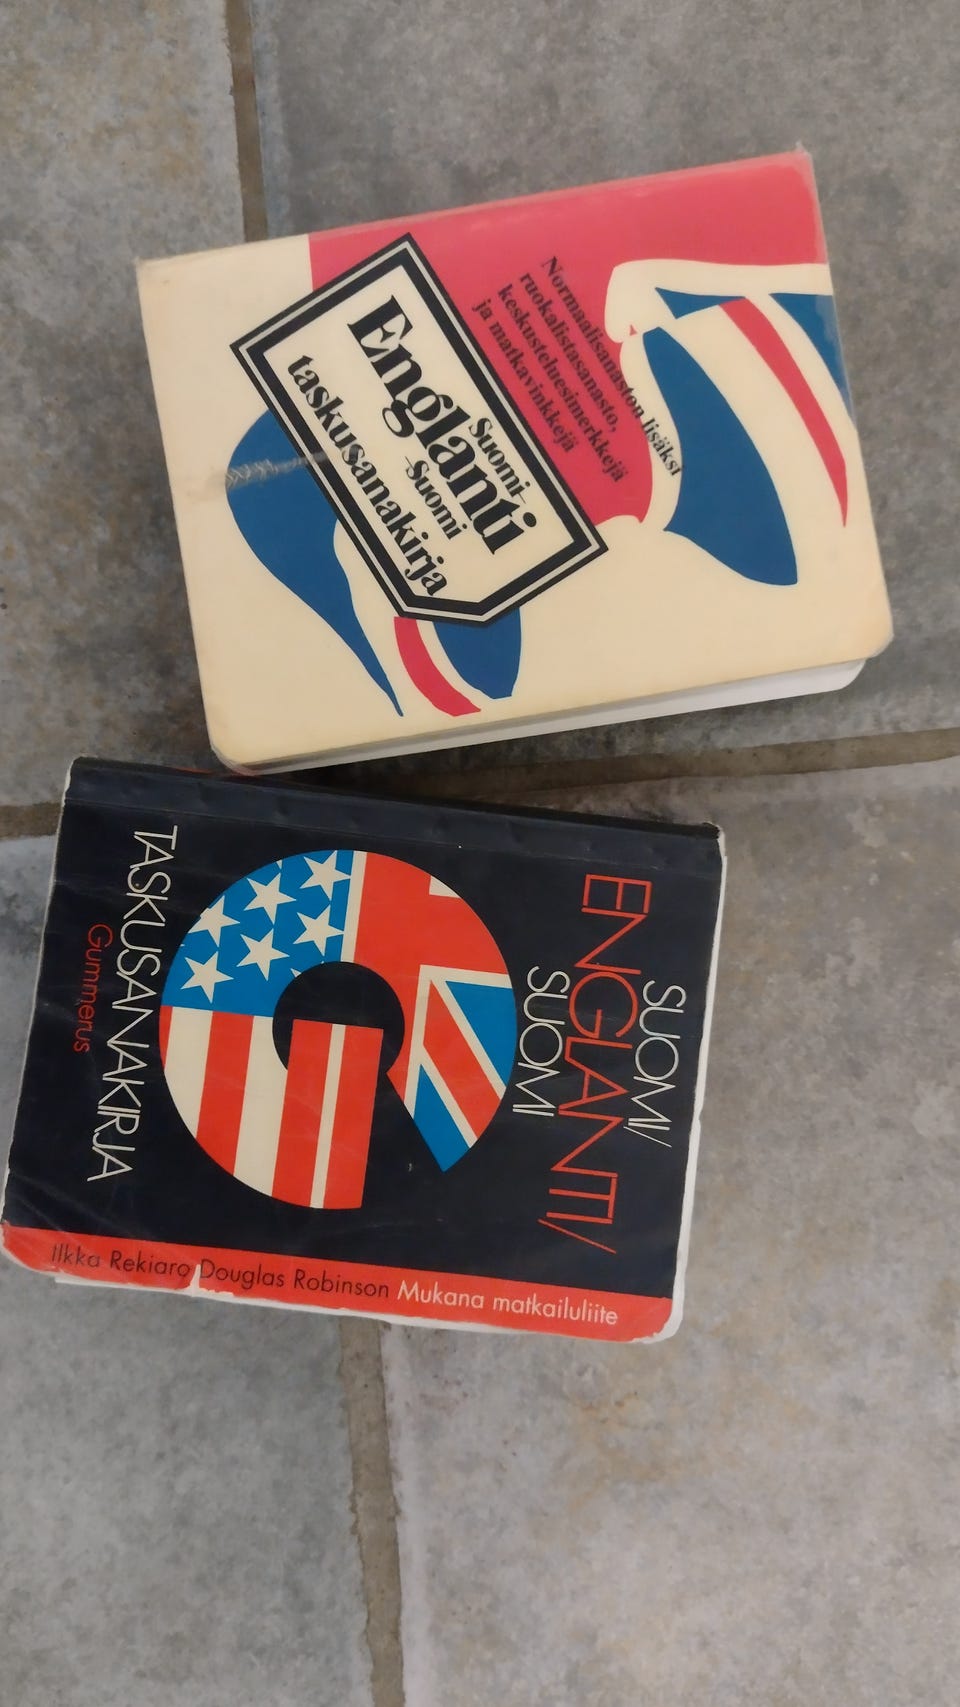 Normaalisanaston lisäksi
ruokalistasanasto,
keskusteluesimerkkejä
ja matkavinkkejä
Suomi-
Englanti
-Suomi
taskusanakirja
SUOMI/
ENGLANTI/
SUOMI
TASKUSANAKIRJA
Gummerus
Ilkka Rekiaro Douglas Robinson Mukana matkailuliite